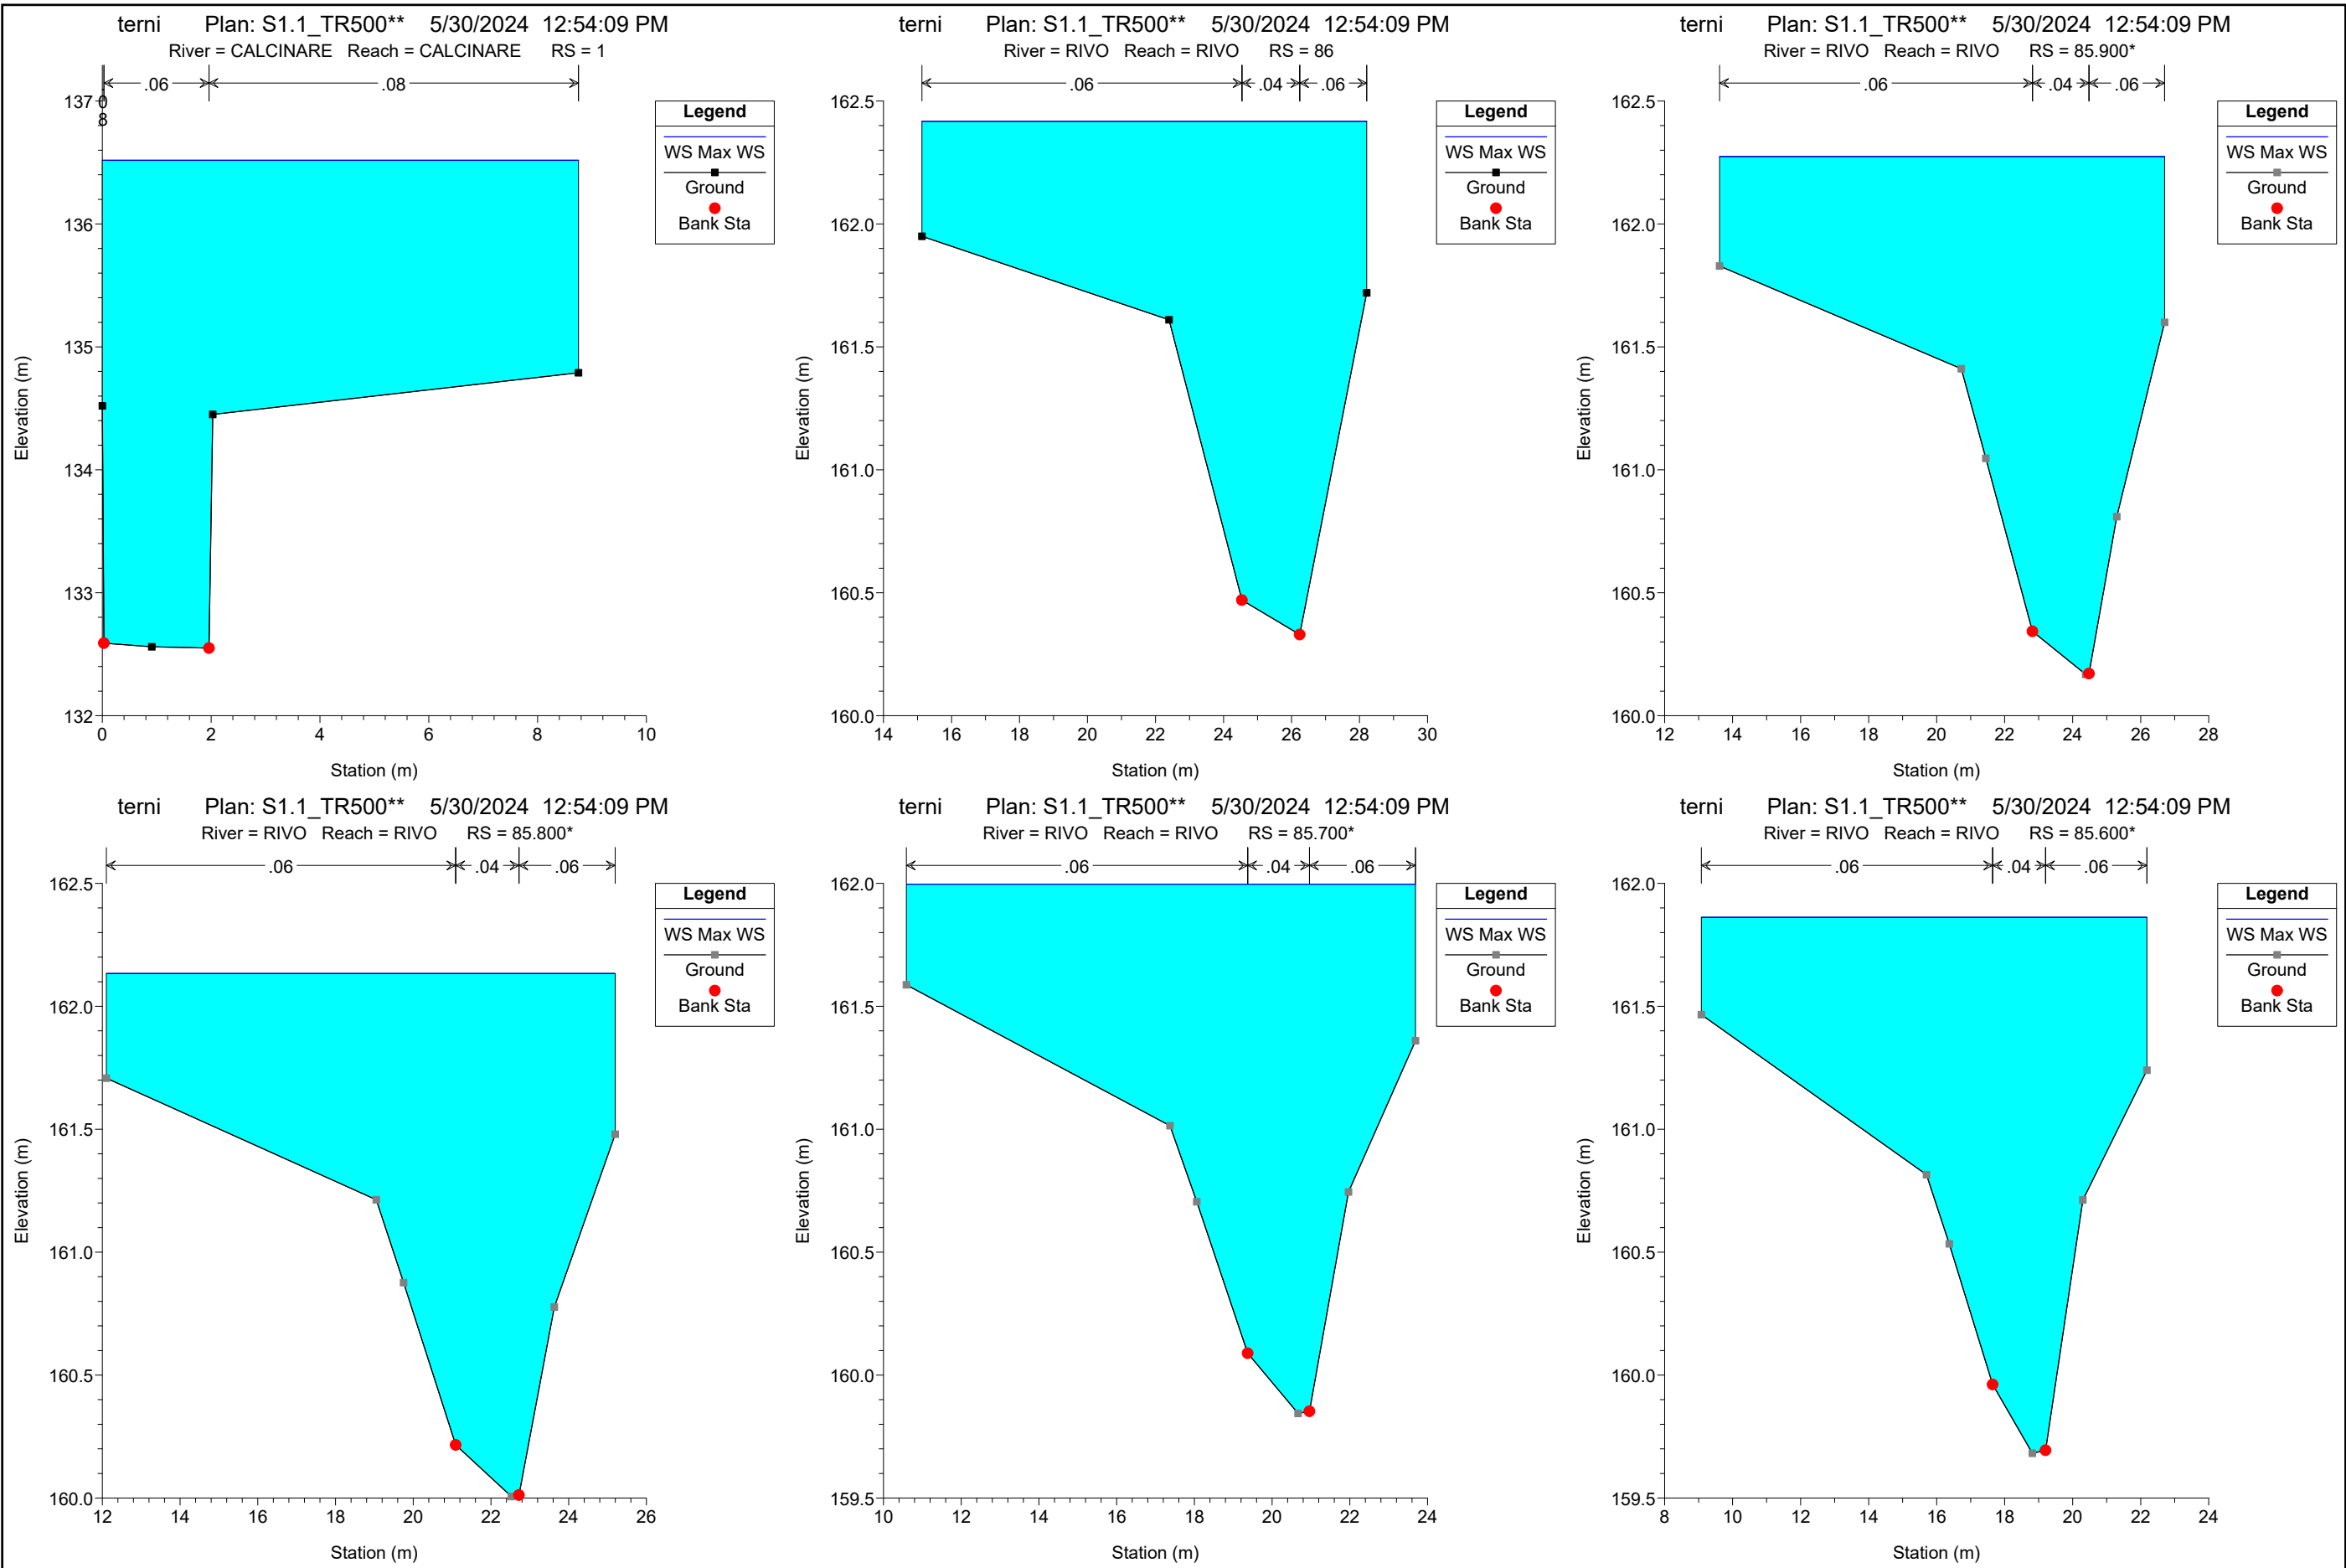 terni Plan: S1.1_TR500** 5/30/2024 12:54:09 PM
River = CALCINARE Reach = CALCINARE RS = 1
.06 .08
137
136
135
134
133
132
0
8
0 2 4 6 8 10
Elevation (m)
Station (m)
Legend
WS Max WS
Ground
Bank Sta
terni Plan: S1.1_TR500** 5/30/2024 12:54:09 PM
River = RIVO Reach = RIVO RS = 86
.06 .04 .06
162.5
162.0
161.5
161.0
160.5
160.0
14 16 18 20 22 24 26 28 30
Elevation (m)
Station (m)
Legend
WS Max WS
Ground
Bank Sta
terni Plan: S1.1_TR500** 5/30/2024 12:54:09 PM
River = RIVO Reach = RIVO RS = 85.900*
.06 .04 .06
162.5
162.0
161.5
161.0
160.5
160.0
12 14 16 18 20 22 24 26 28
Elevation (m)
Station (m)
Legend
WS Max WS
Ground
Bank Sta
terni Plan: S1.1_TR500** 5/30/2024 12:54:09 PM
River = RIVO Reach = RIVO RS = 85.800*
.06 .04 .06
162.5
162.0
161.5
161.0
160.5
160.0
12 14 16 18 20 22 24 26
Elevation (m)
Station (m)
Legend
WS Max WS
Ground
Bank Sta
terni Plan: S1.1_TR500** 5/30/2024 12:54:09 PM
River = RIVO Reach = RIVO RS = 85.700*
.06 .04 .06
162.0
161.5
161.0
160.5
160.0
159.5
10 12 14 16 18 20 22 24
Elevation (m)
Station (m)
Legend
WS Max WS
Ground
Bank Sta
terni Plan: S1.1_TR500** 5/30/2024 12:54:09 PM
River = RIVO Reach = RIVO RS = 85.600*
.06 .04 .06
162.0
161.5
161.0
160.5
160.0
159.5
8 10 12 14 16 18 20 22 24
Elevation (m)
Station (m)
Legend
WS Max WS
Ground
Bank Sta